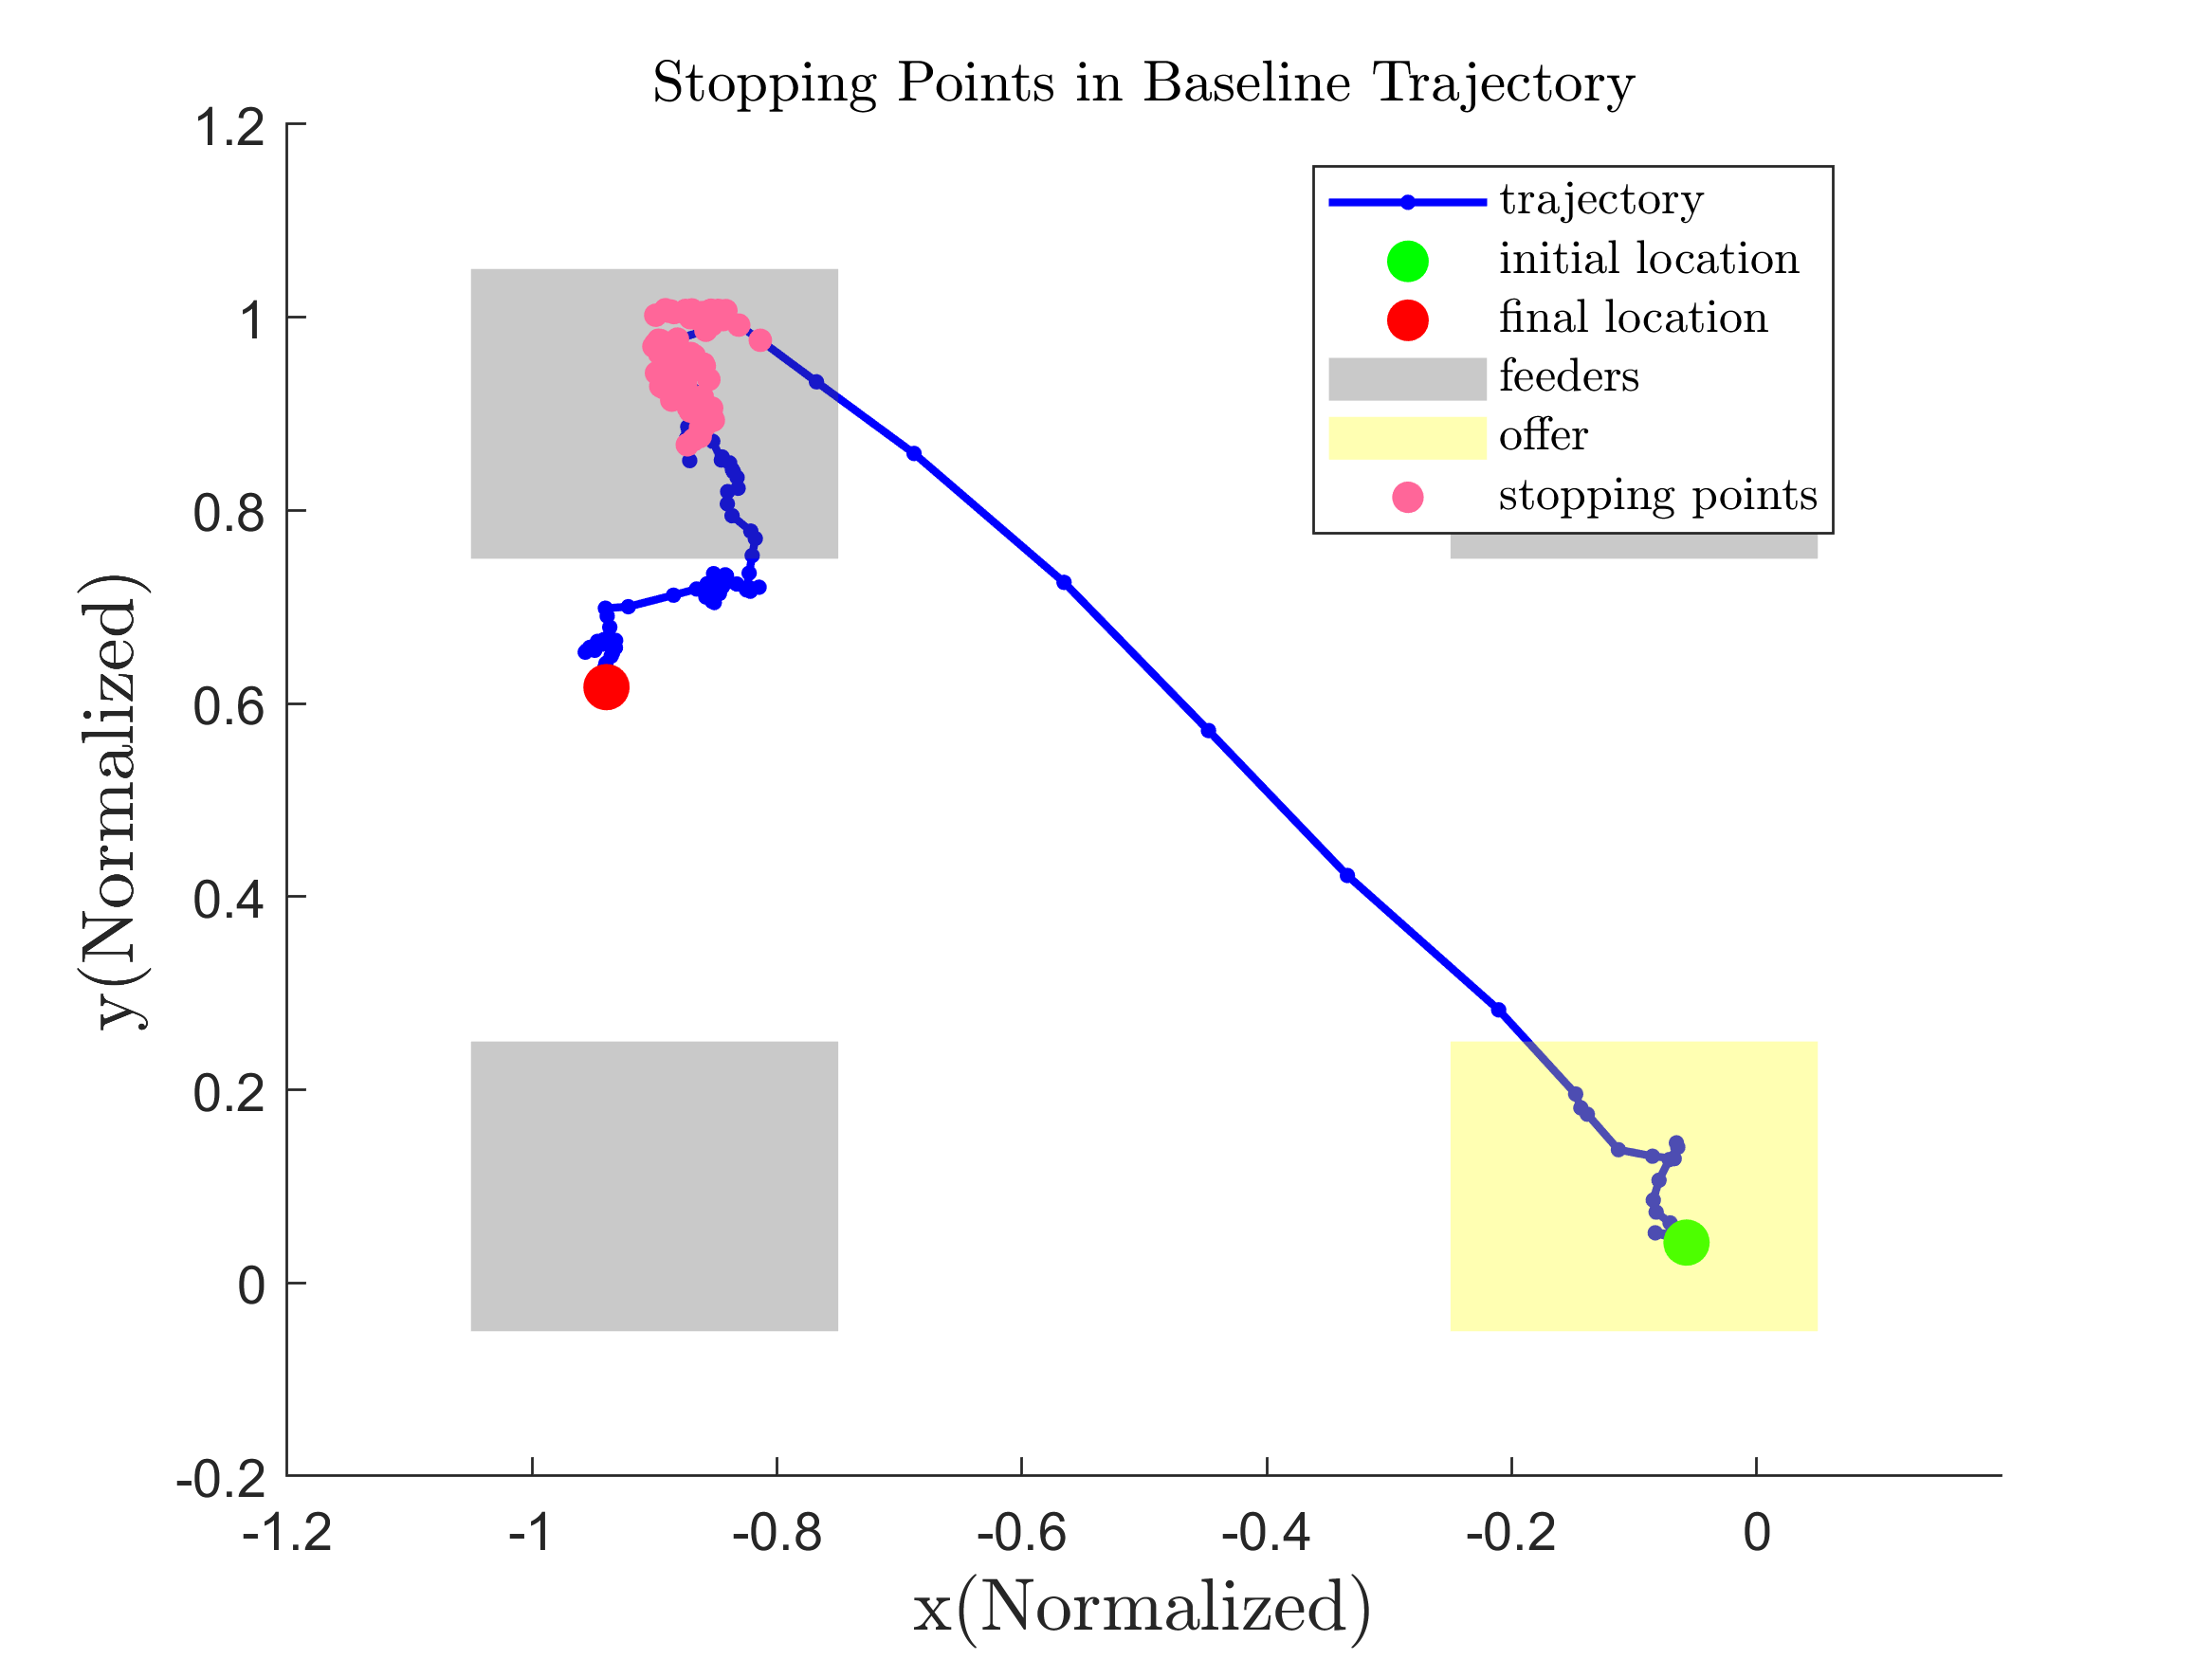 Stopping Points in Baseline Trajectory
1.2
1
0.8
0.6
0.4
0.2
0
-0.2
y(Normalized)
trajectory
initial location
final location
feeders
offer
stopping points
-1.2 -1 -0.8 -0.6 -0.4 -0.2 0
x(Normalized)